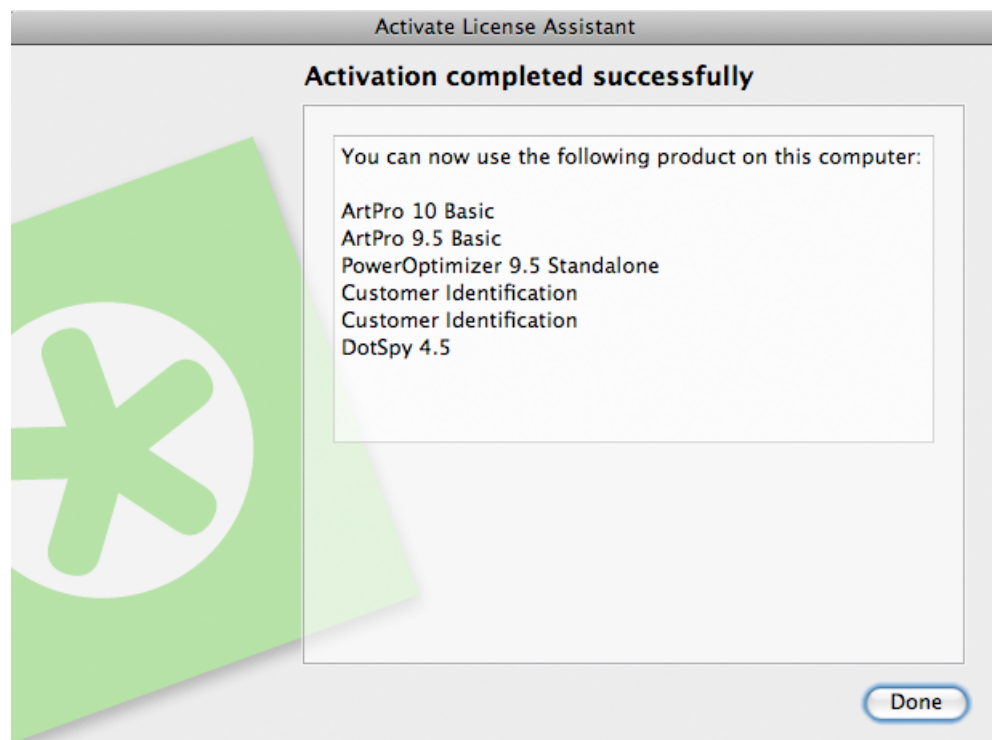 Activate License Assistant
Activation completed successfully
You can now use the following product on this computer:
ArtPro 10 Basic
ArtPro 9.5 Basic
PowerOptimizer 9.5 Standalone
Customer Identification
Customer Identification
DotSpy 4.5
Done